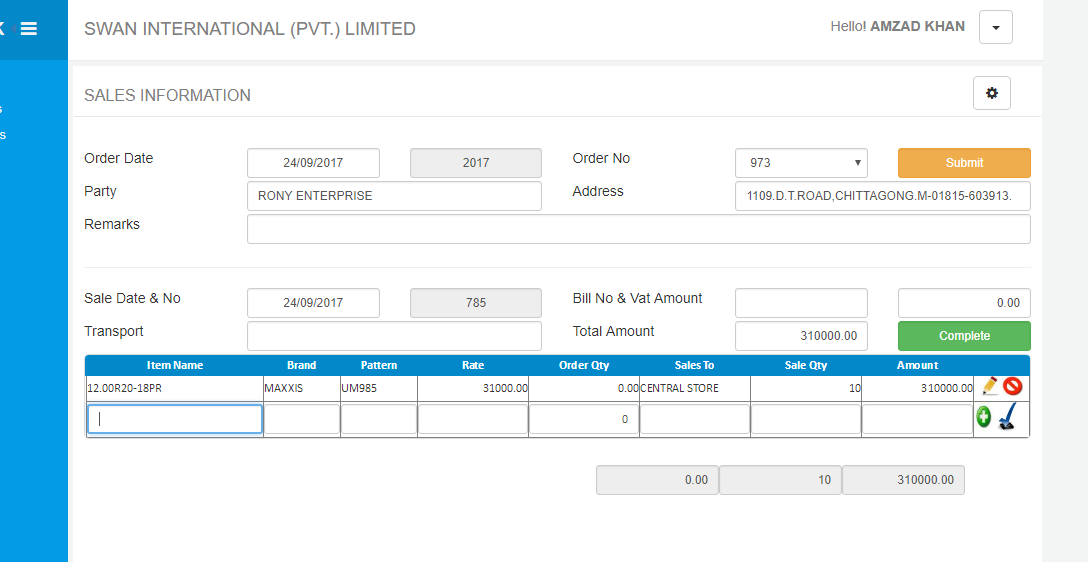 SWAN INTERNATIONAL (PVT.) LIMITED
Hello! AMZAD KHAN
SALES INFORMATION
Order Date 24/09/2017 2017 Order No 973 Submit
Party RONY ENTERPRISE Address 1109.D.T.ROAD,CHITTAGONG.M-01815-603913.
Remarks
Sale Date & No 24/09/2017 785 Bill No & Vat Amount 0.00
Transport Total Amount 310000.00 Complete
Item Name Brand Pattern Rate Order Qty Sales To Sale Qty Amount
12.00R20-18PR MAXXIS UM985 31000.00 0.00 CENTRAL STORE 10 310000.00
0
0.00 10 310000.00